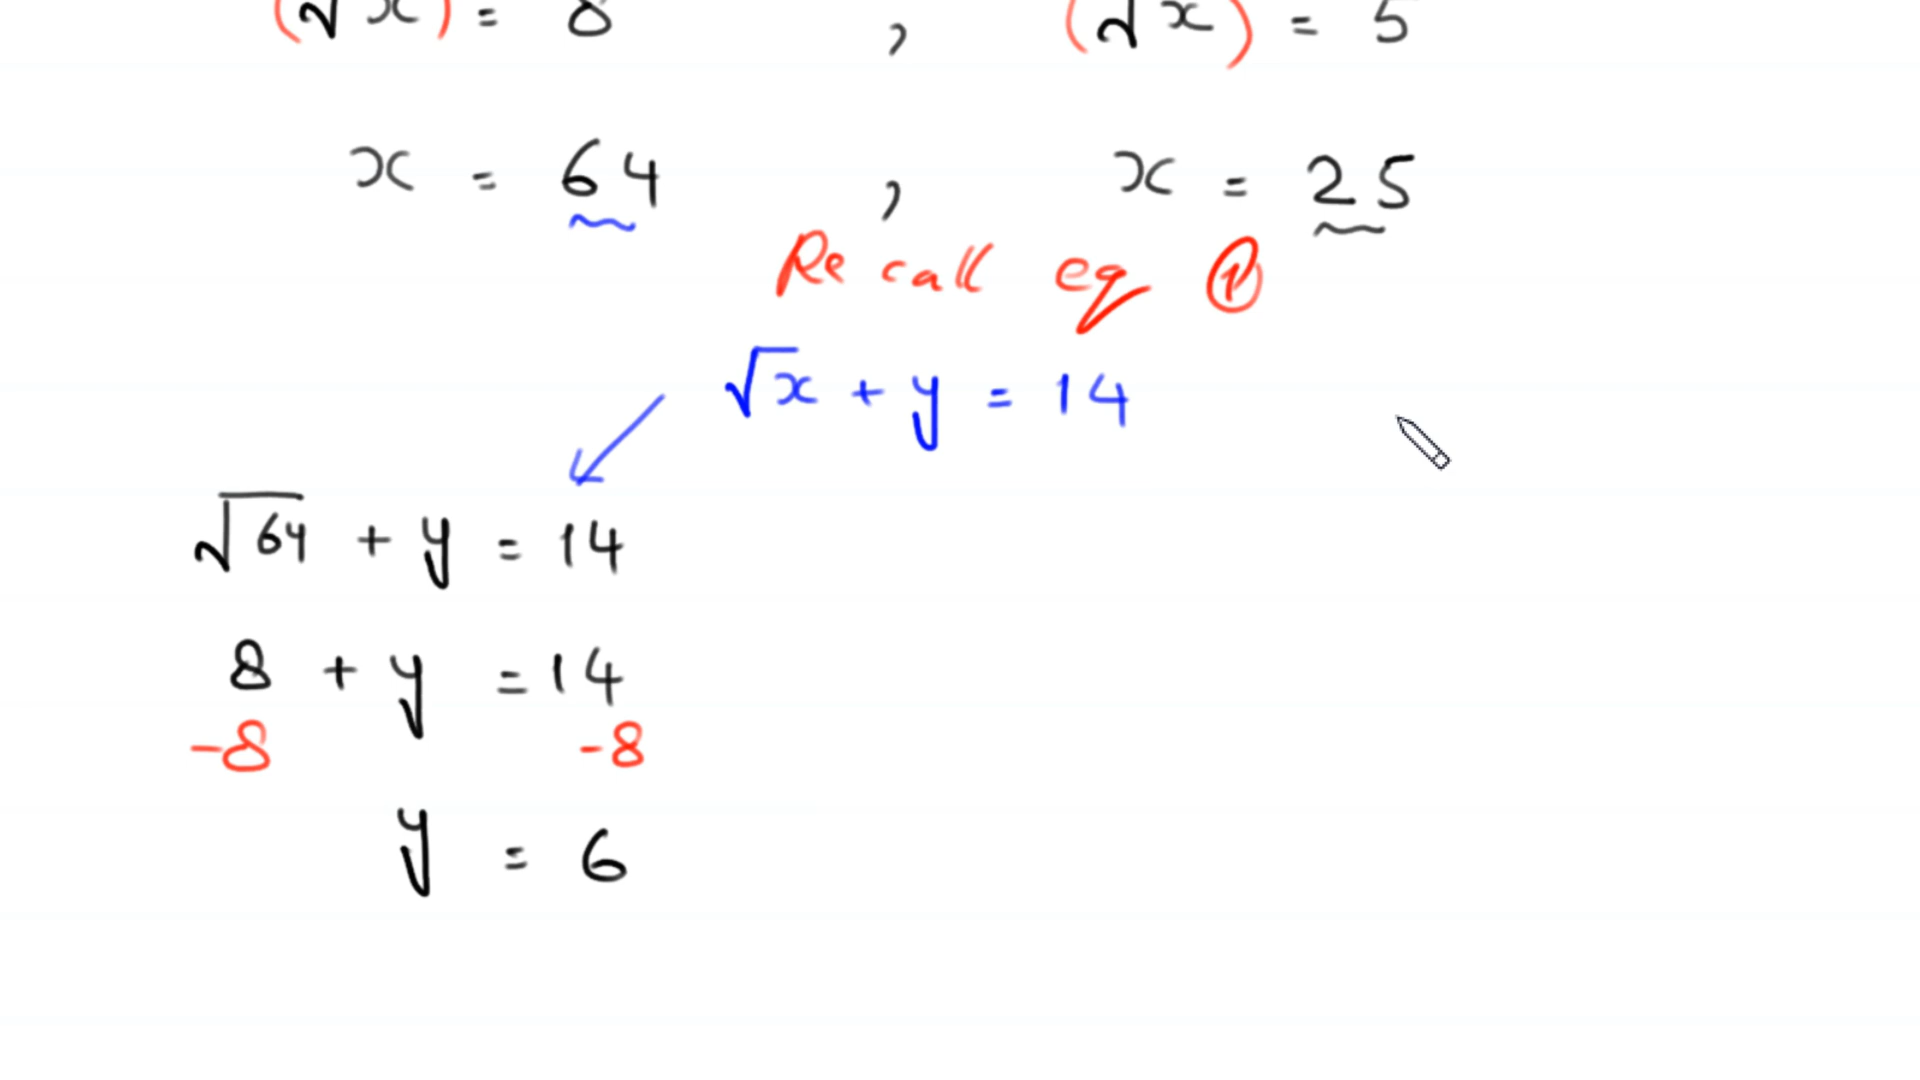 (√x) = 8 , (√x) = 5
x = 64 , x = 25
Recall eq ①
√x + y = 14
√64 + y = 14
8 + y = 14
-8 -8
y = 6